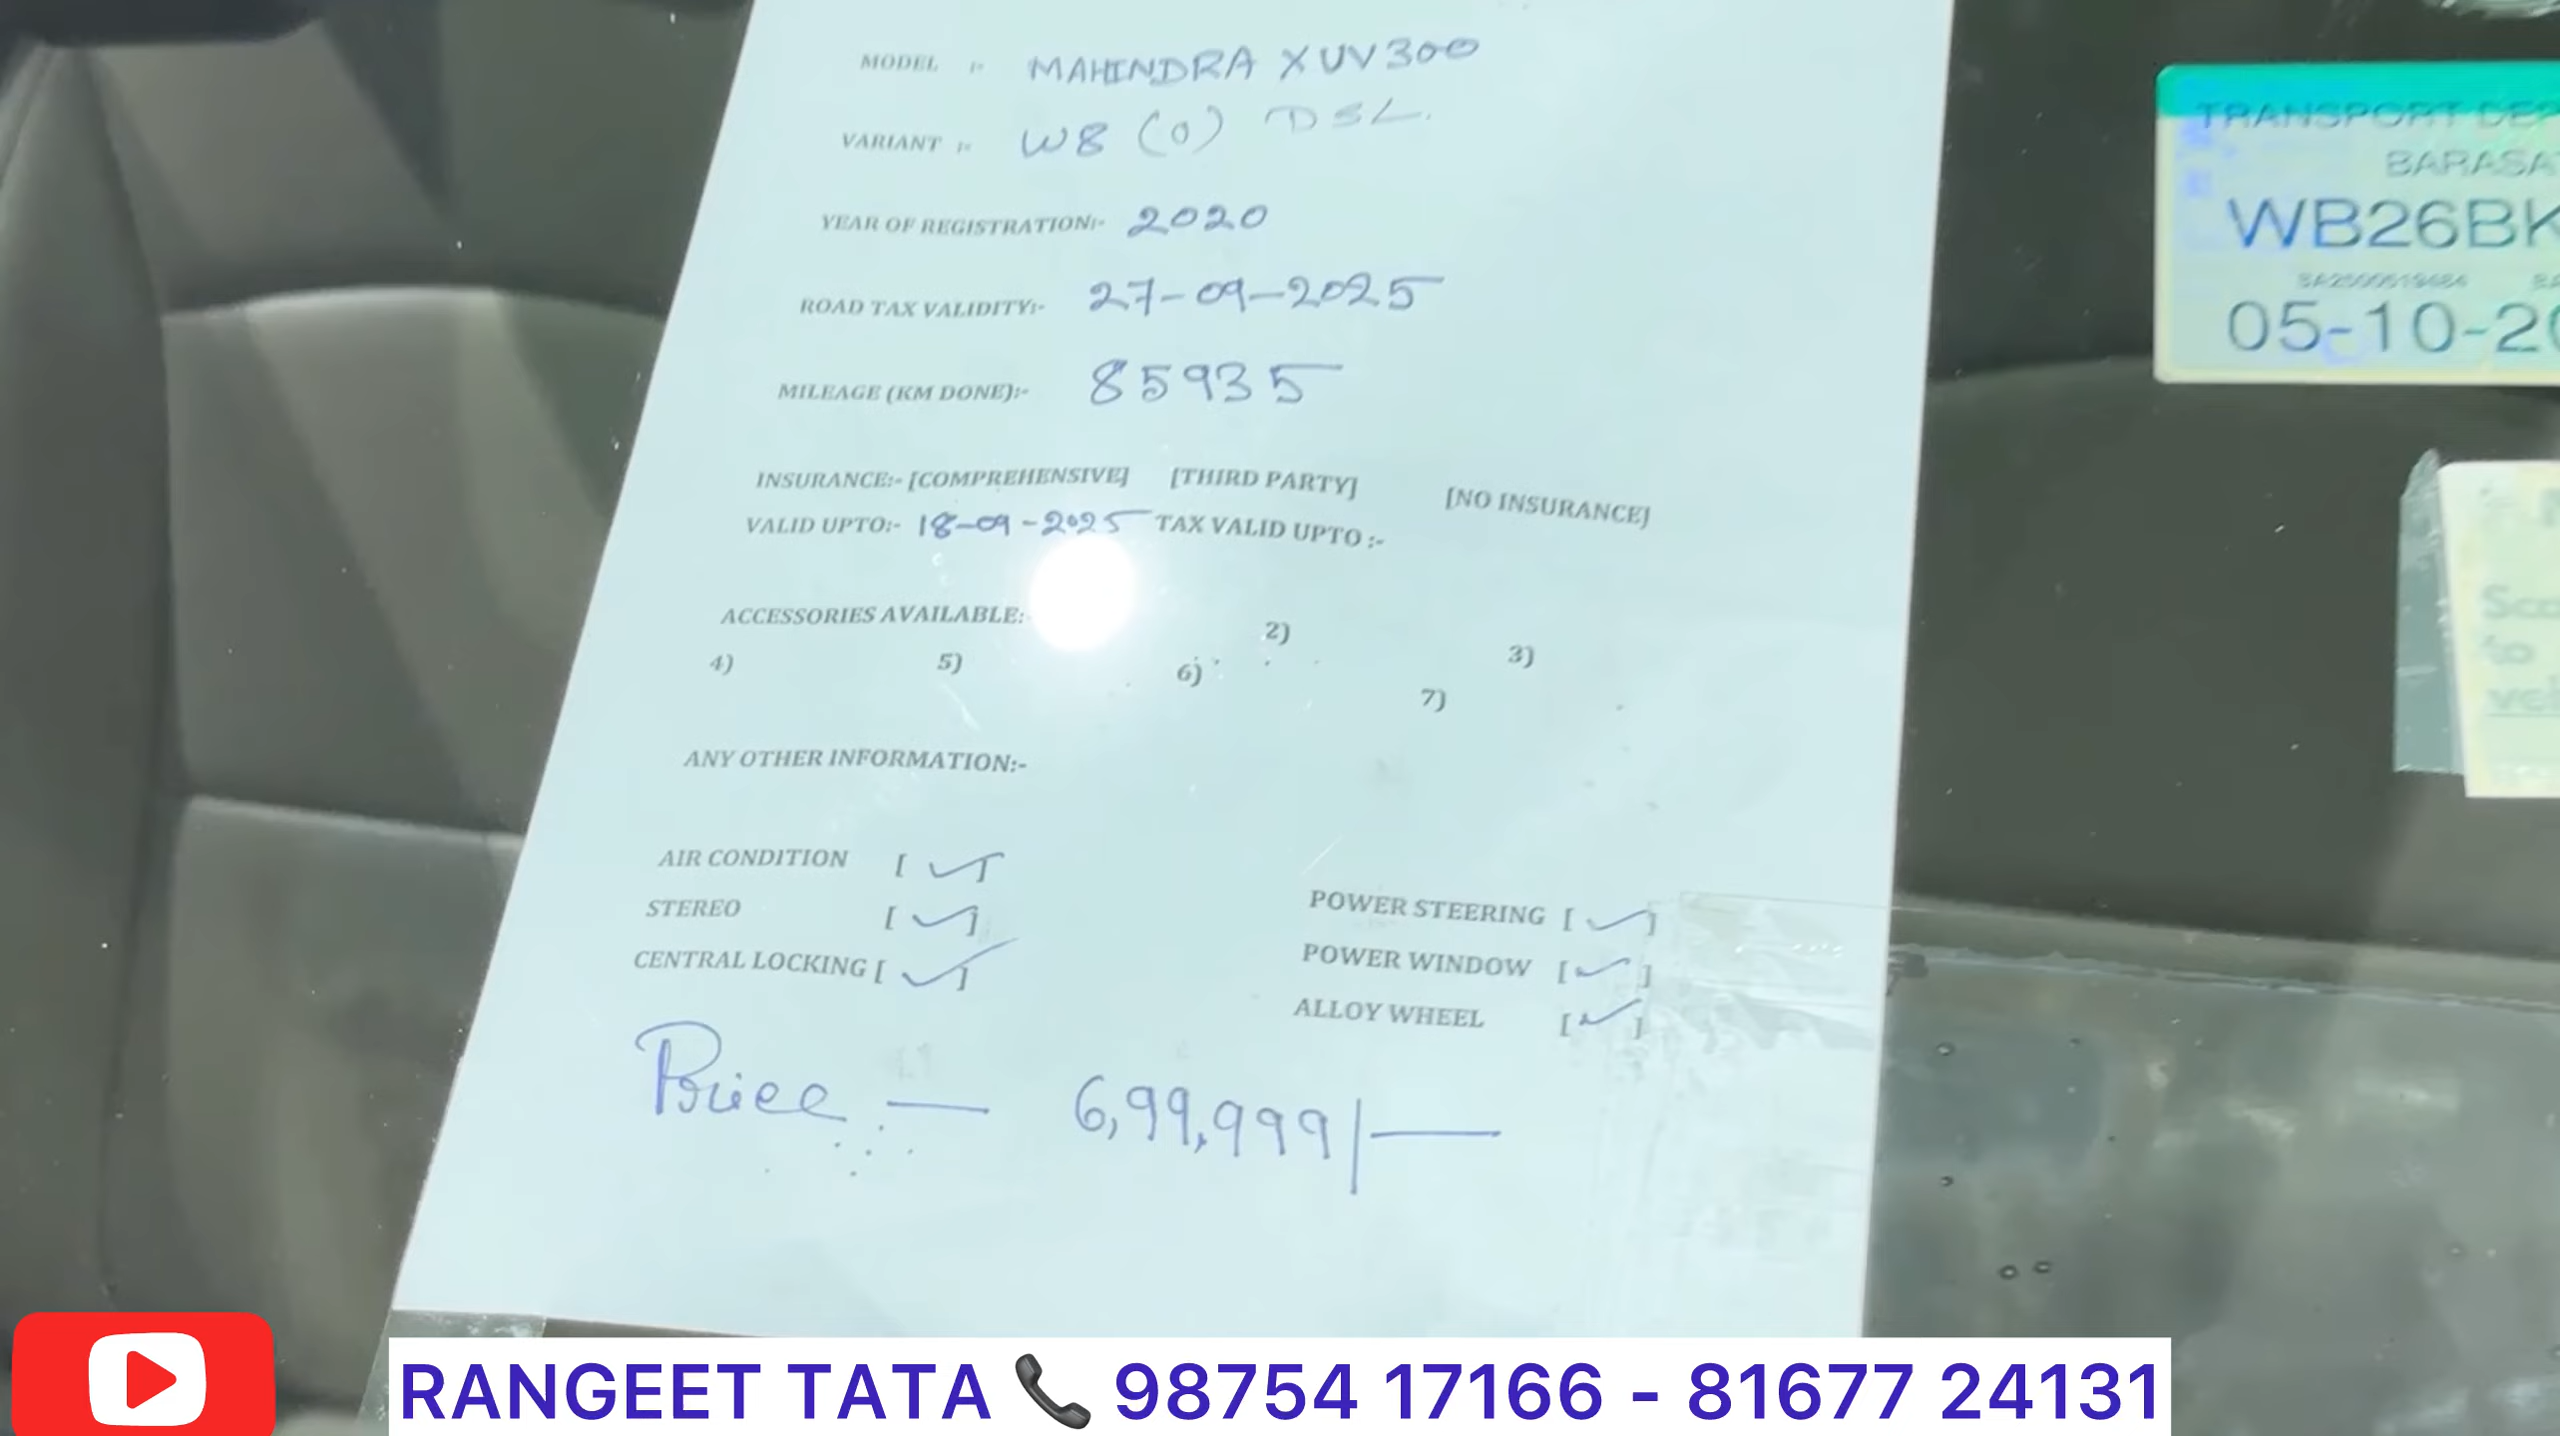 MODEL :- MAHINDRA XUV300
VARIANT :- W8 (O) DSL.
YEAR OF REGISTRATION:- 2020
ROAD TAX VALIDITY:- 27-09-2025
MILEAGE (KM DONE):- 85935
INSURANCE:- [COMPREHENSIVE] [THIRD PARTY] [NO INSURANCE]
VALID UPTO:- 18-09-2025 TAX VALID UPTO :-
ACCESSORIES AVAILABLE:- 2) 3)
4) 5) 6) 7)
ANY OTHER INFORMATION:-
AIR CONDITION [✓]
STEREO [✓]
CENTRAL LOCKING [✓]
POWER STEERING [✓]
POWER WINDOW [✓]
ALLOY WHEEL [✓]
Price — 6,99,999/—
TRANSPORT DEP
BARASA
WB26BK
05-10-20
to
RANGEET TATA 📞 98754 17166 - 81677 24131